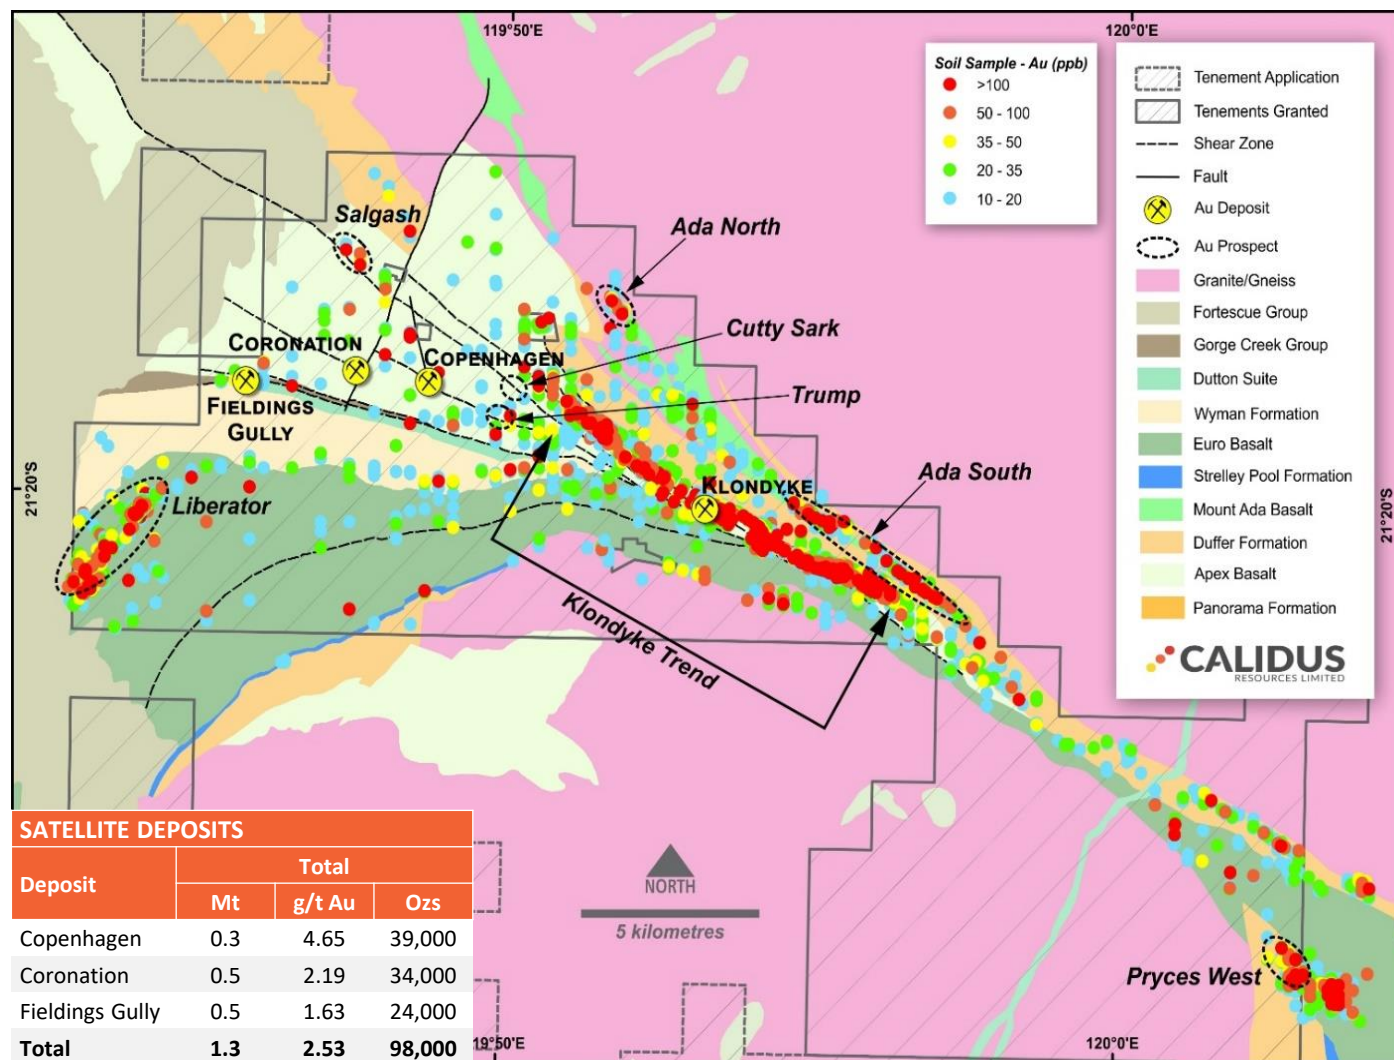 119°50'E
120°0'E
Soil Sample - Au (ppb)
>100
50 - 100
35 - 50
20 - 35
10 - 20
Tenement Application
Tenements Granted
Shear Zone
Fault
Au Deposit
Au Prospect
Granite/Gneiss
Fortescue Group
Gorge Creek Group
Dutton Suite
Wyman Formation
Euro Basalt
Strelley Pool Formation
Mount Ada Basalt
Duffer Formation
Apex Basalt
Panorama Formation
CALIDUS
RESOURCES LIMITED
Salgash
Ada North
Cutty Sark
CORONATION
COPENHAGEN
Trump
FIELDINGS
GULLY
Ada South
KLONDYKE
Liberator
21°20'S
21°20'S
Klondyke Trend
NORTH
5 kilometres
Pryces West
SATELLITE DEPOSITS
Deposit Total
Mt g/t Au Ozs
Copenhagen 0.3 4.65 39,000
Coronation 0.5 2.19 34,000
Fieldings Gully 0.5 1.63 24,000
Total 1.3 2.53 98,000
119°50'E
120°0'E